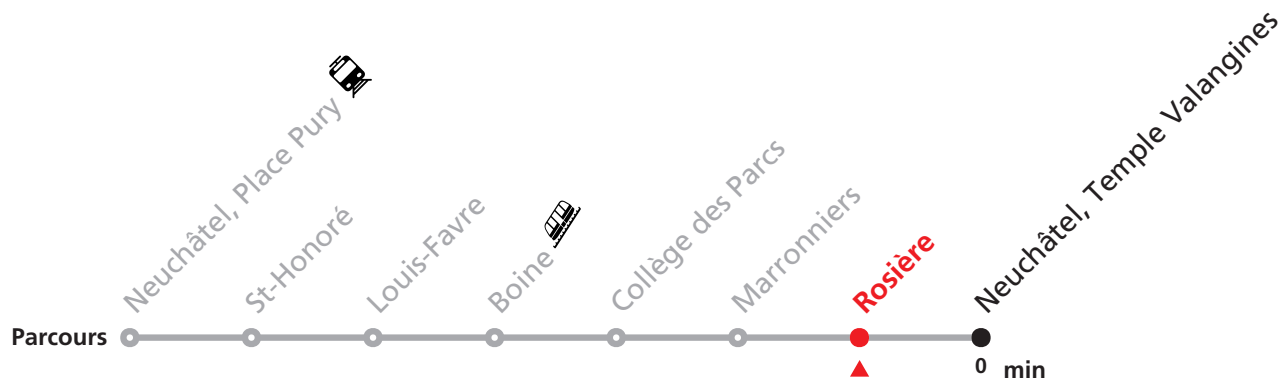 Neuchâtel, Place Pury
St-Honoré
Louis-Favre
Boine
Collège des Parcs
Marronniers
Rosière
Neuchâtel, Temple Valangines
Parcours
0 min